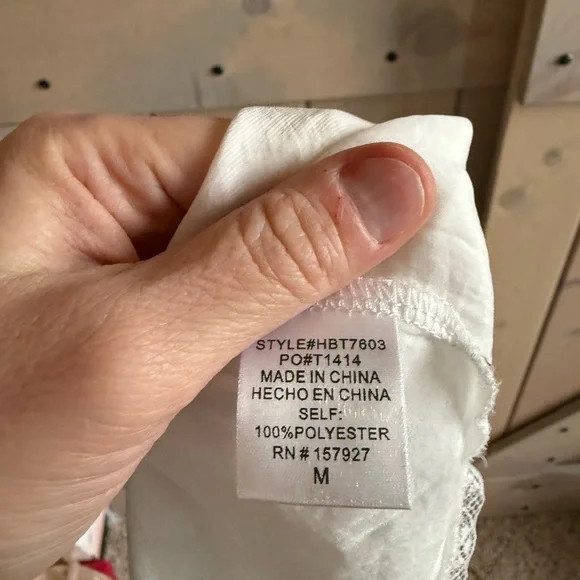 STYLE#HBT7603
PO#T1414
MADE IN CHINA
HECHO EN CHINA
SELF:
100%POLYESTER
RN # 157927
M